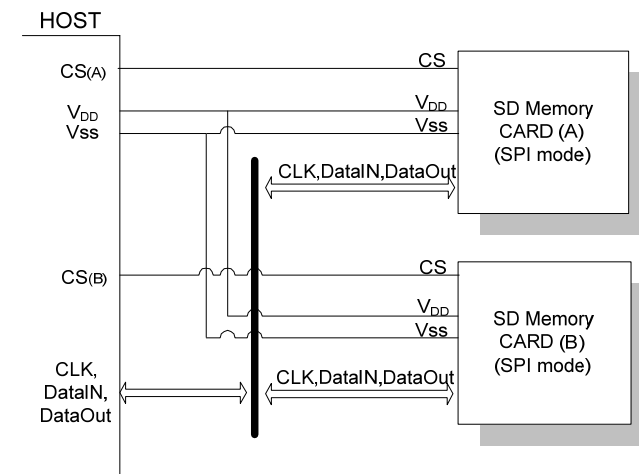 HOST
CS(A)
VDD
Vss
CS
VDD
Vss
SD Memory
CARD (A)
(SPI mode)
CLK,DataIN,DataOut
CS(B)
CS
VDD
Vss
SD Memory
CARD (B)
(SPI mode)
CLK,
DataIN,
DataOut
CLK,DataIN,DataOut